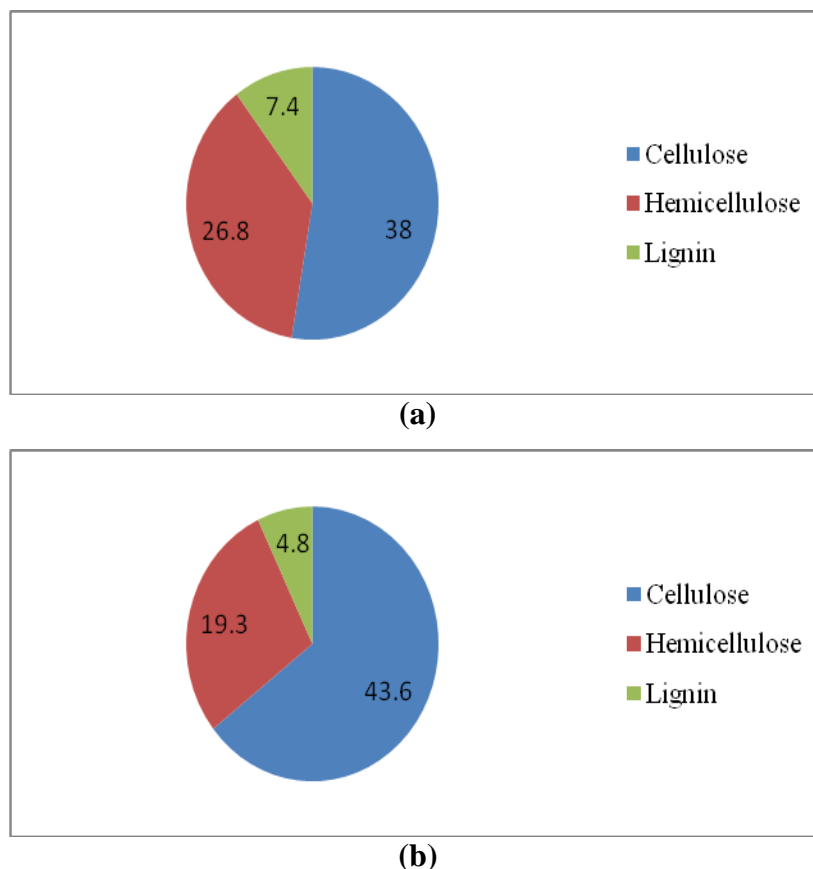 7.4
38
26.8
Cellulose
Hemicellulose
Lignin
(a)
4.8
19.3
43.6
Cellulose
Hemicellulose
Lignin
(b)